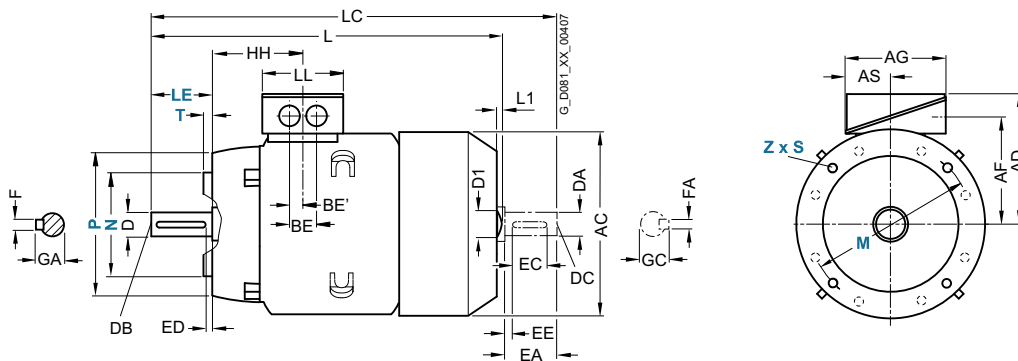 LC
L
HH
LL
LE
T
L1
G_D081_XX_00407
F
P
N
D
GA
BE'
BE
D1
DA
AC
FA
EC
DC
GC
DB
ED
EE
EA
AG
AS
Z x S
AF
AD
M